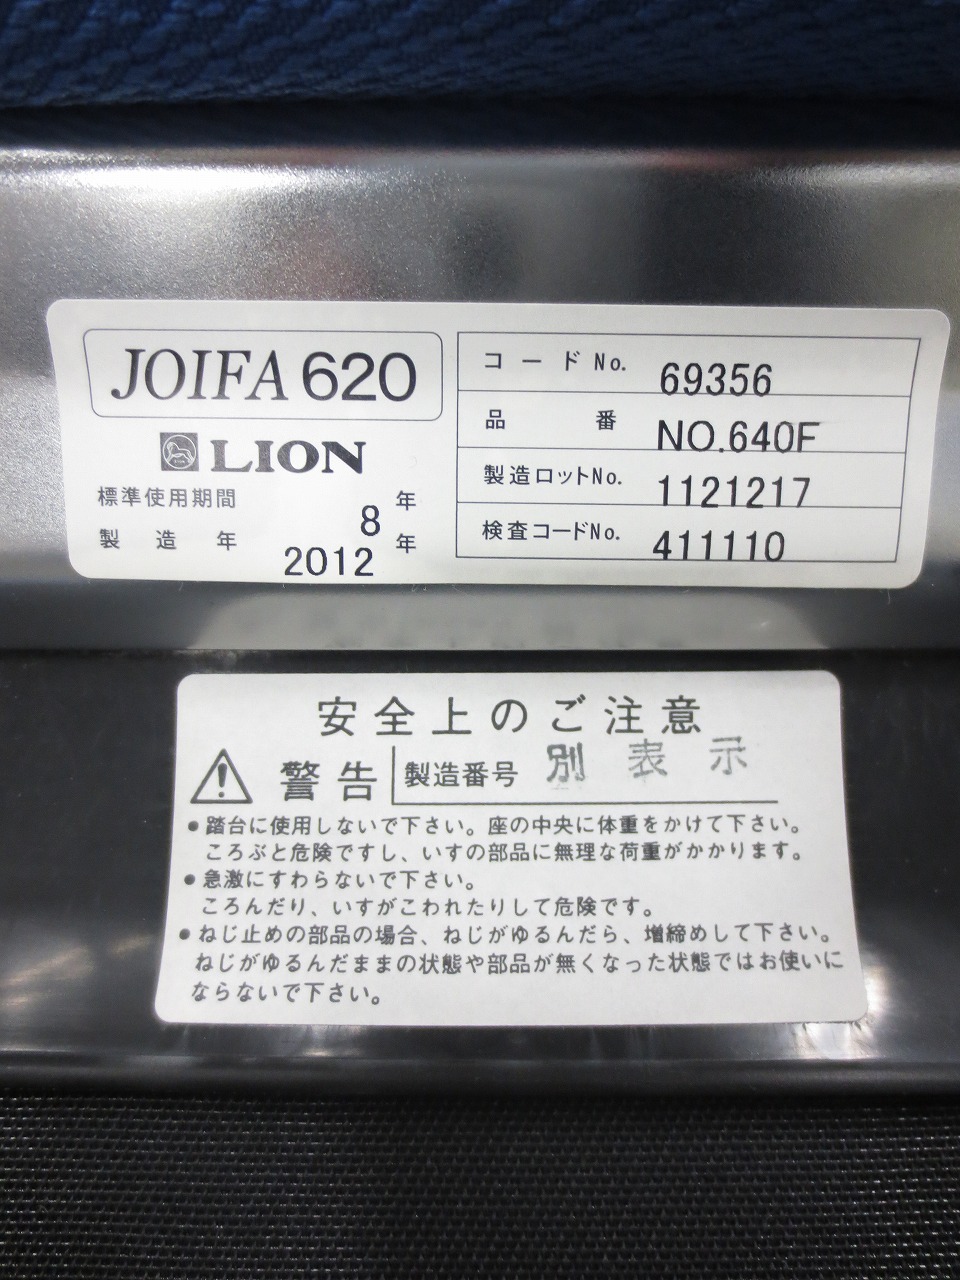 JOIFA 620
LION
標準使用期間 8 年
製造年 2012 年
コードNo. 69356
品番 NO.640F
製造ロットNo. 1121217
検査コードNo. 411110
安全上のご注意
警告 製造番号 別表示
●踏台に使用しないで下さい。座の中央に体重をかけて下さい。
ころぶと危険ですし、いすの部品に無理な荷重がかかります。
●急激にすわらないで下さい。
ころんだり、いすがこわれたりして危険です。
●ねじ止めの部品の場合、ねじがゆるんだら、増締めして下さい。
ねじがゆるんだままの状態や部品が無くなった状態ではお使いに
ならないで下さい。